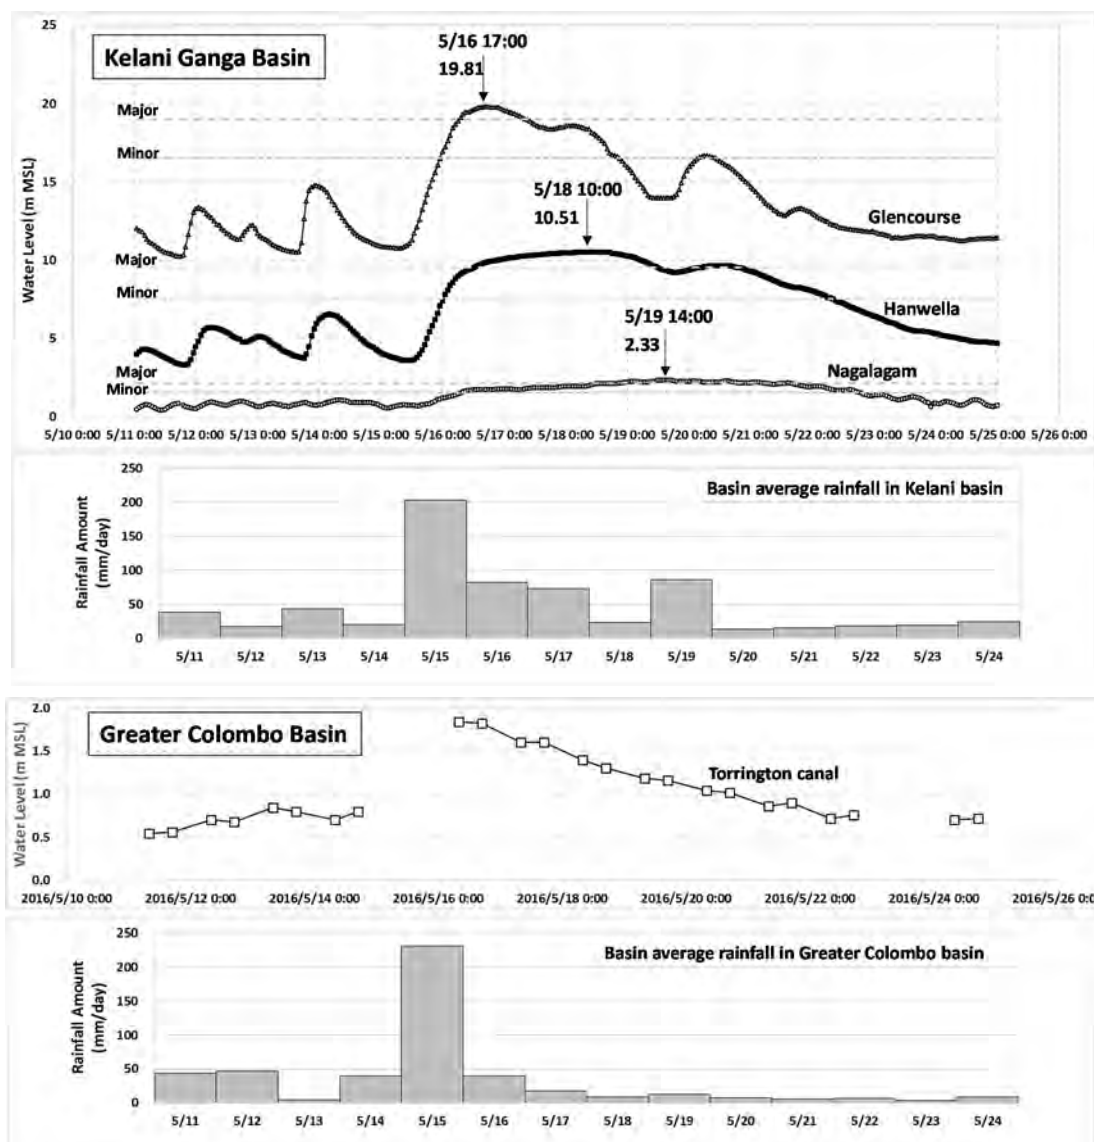 Kelani Ganga Basin
5/16 17:00
19.81
5/18 10:00
10.51
5/19 14:00
2.33
Major
Minor
Major
Minor
Major
Minor
Glencourse
Hanwella
Nagalagam
Water Level (m MSL)
25
20
15
10
5
0
5/10 0:00 5/11 0:00 5/12 0:00 5/13 0:00 5/14 0:00 5/15 0:00 5/16 0:00 5/17 0:00 5/18 0:00 5/19 0:00 5/20 0:00 5/21 0:00 5/22 0:00 5/23 0:00 5/24 0:00 5/25 0:00 5/26 0:00
Basin average rainfall in Kelani basin
Rainfall Amount
(mm/day)
250
200
150
100
50
0
5/11 5/12 5/13 5/14 5/15 5/16 5/17 5/18 5/19 5/20 5/21 5/22 5/23 5/24
Greater Colombo Basin
Torrington canal
Water Level (m MSL)
2.0
1.5
1.0
0.5
0.0
2016/5/10 0:00 2016/5/12 0:00 2016/5/14 0:00 2016/5/16 0:00 2016/5/18 0:00 2016/5/20 0:00 2016/5/22 0:00 2016/5/24 0:00 2016/5/26 0:0
Basin average rainfall in Greater Colombo basin
Rainfall Amount
(mm/day)
250
200
150
100
50
0
5/11 5/12 5/13 5/14 5/15 5/16 5/17 5/18 5/19 5/20 5/21 5/22 5/23 5/24